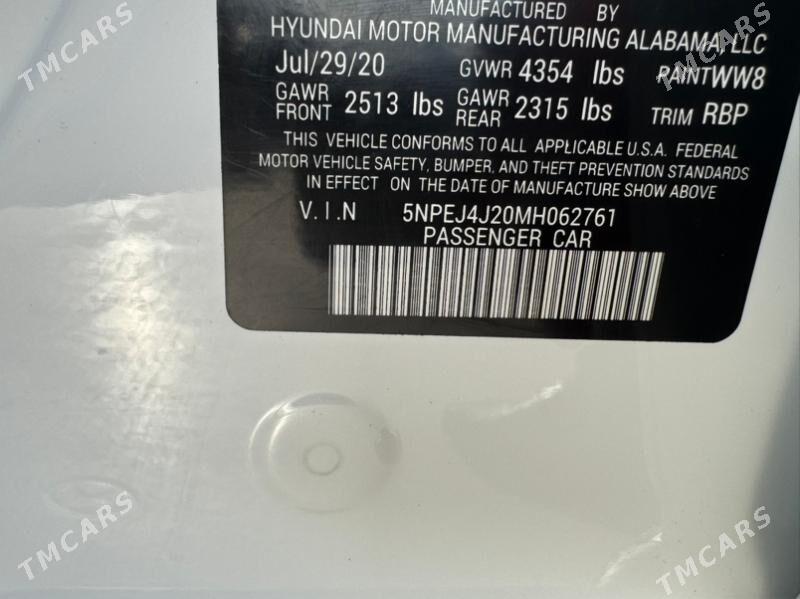 MANUFACTURED BY
HYUNDAI MOTOR MANUFACTURING ALABAMA, LLC
Jul/29/20 GVWR 4354 lbs PAINT WW8
GAWR FRONT 2513 lbs GAWR REAR 2315 lbs TRIM RBP
THIS VEHICLE CONFORMS TO ALL APPLICABLE U.S.A. FEDERAL
MOTOR VEHICLE SAFETY, BUMPER, AND THEFT PREVENTION STANDARDS
IN EFFECT ON THE DATE OF MANUFACTURE SHOW ABOVE
V.I.N 5NPEJ4J20MH062761
PASSENGER CAR
TMCARS
TMCARS
TMCARS
TMCARS
TMCARS